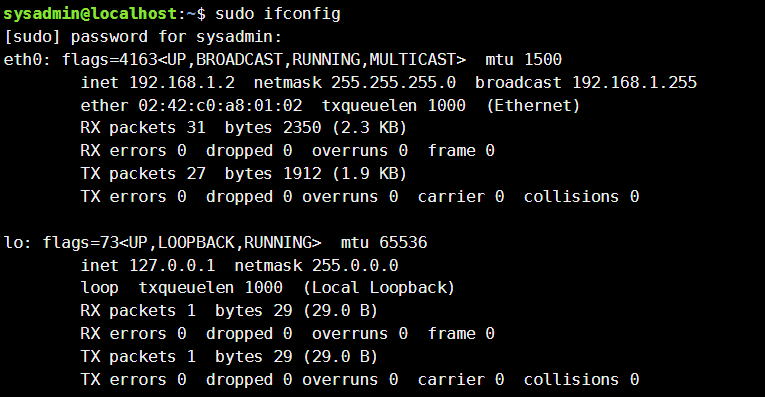 sysadmin@localhost:~$ sudo ifconfig
[sudo] password for sysadmin:
eth0: flags=4163<UP,BROADCAST,RUNNING,MULTICAST>  mtu 1500
        inet 192.168.1.2  netmask 255.255.255.0  broadcast 192.168.1.255
        ether 02:42:c0:a8:01:02  txqueuelen 1000  (Ethernet)
        RX packets 31  bytes 2350 (2.3 KB)
        RX errors 0  dropped 0  overruns 0  frame 0
        TX packets 27  bytes 1912 (1.9 KB)
        TX errors 0  dropped 0 overruns 0  carrier 0  collisions 0

lo: flags=73<UP,LOOPBACK,RUNNING>  mtu 65536
        inet 127.0.0.1  netmask 255.0.0.0
        loop  txqueuelen 1000  (Local Loopback)
        RX packets 1  bytes 29 (29.0 B)
        RX errors 0  dropped 0  overruns 0  frame 0
        TX packets 1  bytes 29 (29.0 B)
        TX errors 0  dropped 0 overruns 0  carrier 0  collisions 0